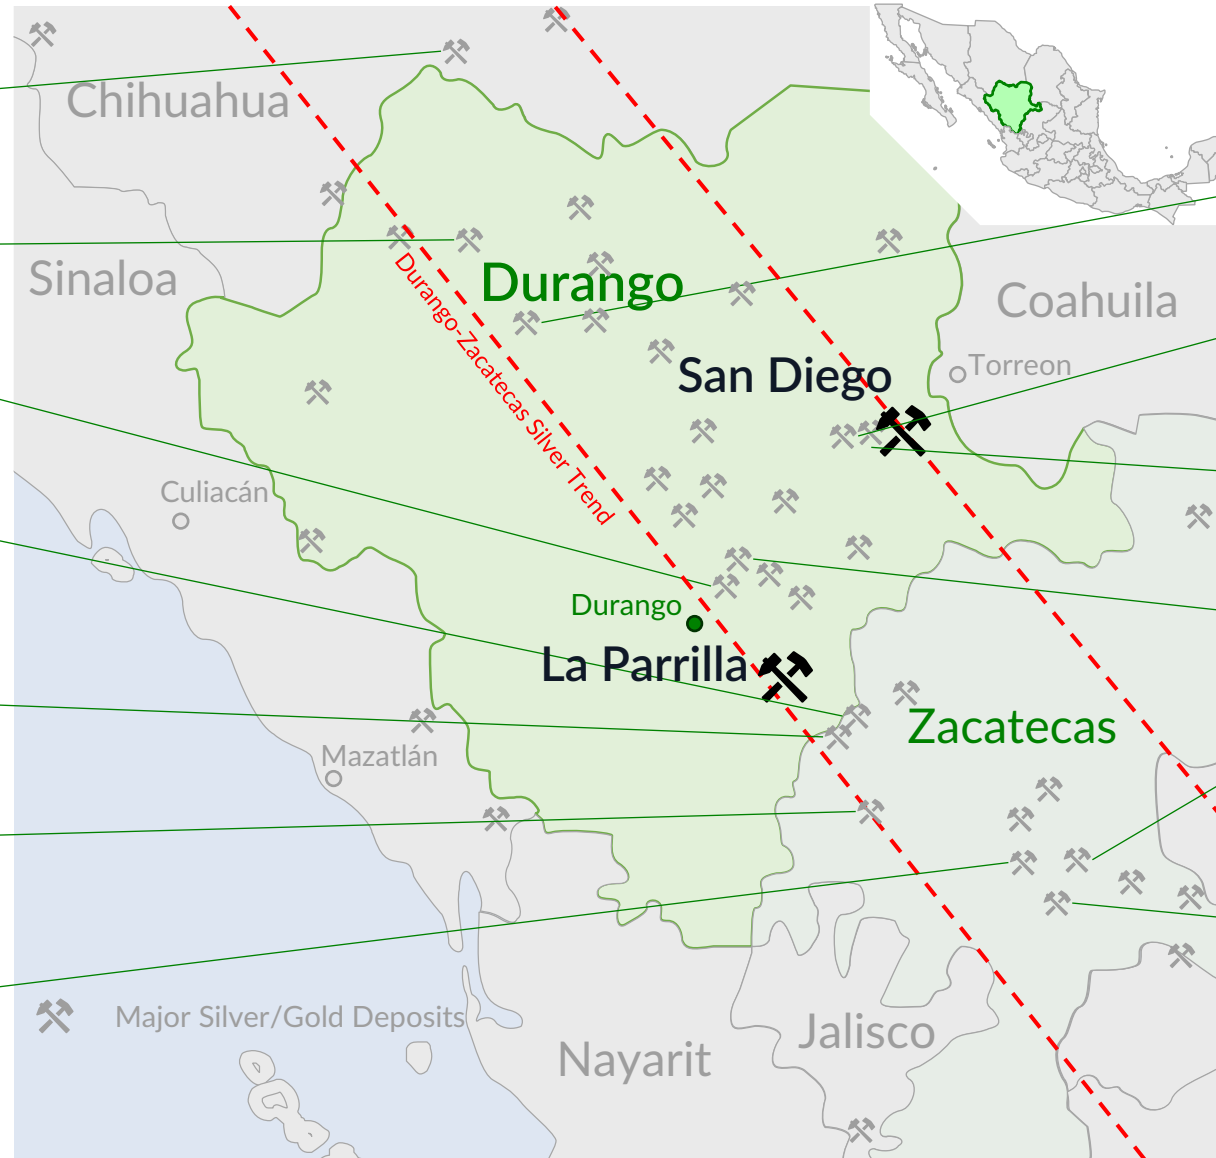 Chihuahua
Sinaloa
Durango
Coahuila
Durango-Zacatecas Silver Trend
San Diego
Torreon
Culiacán
Durango
La Parrilla
Zacatecas
Mazatlán
Major Silver/Gold Deposits
Jalisco
Nayarit